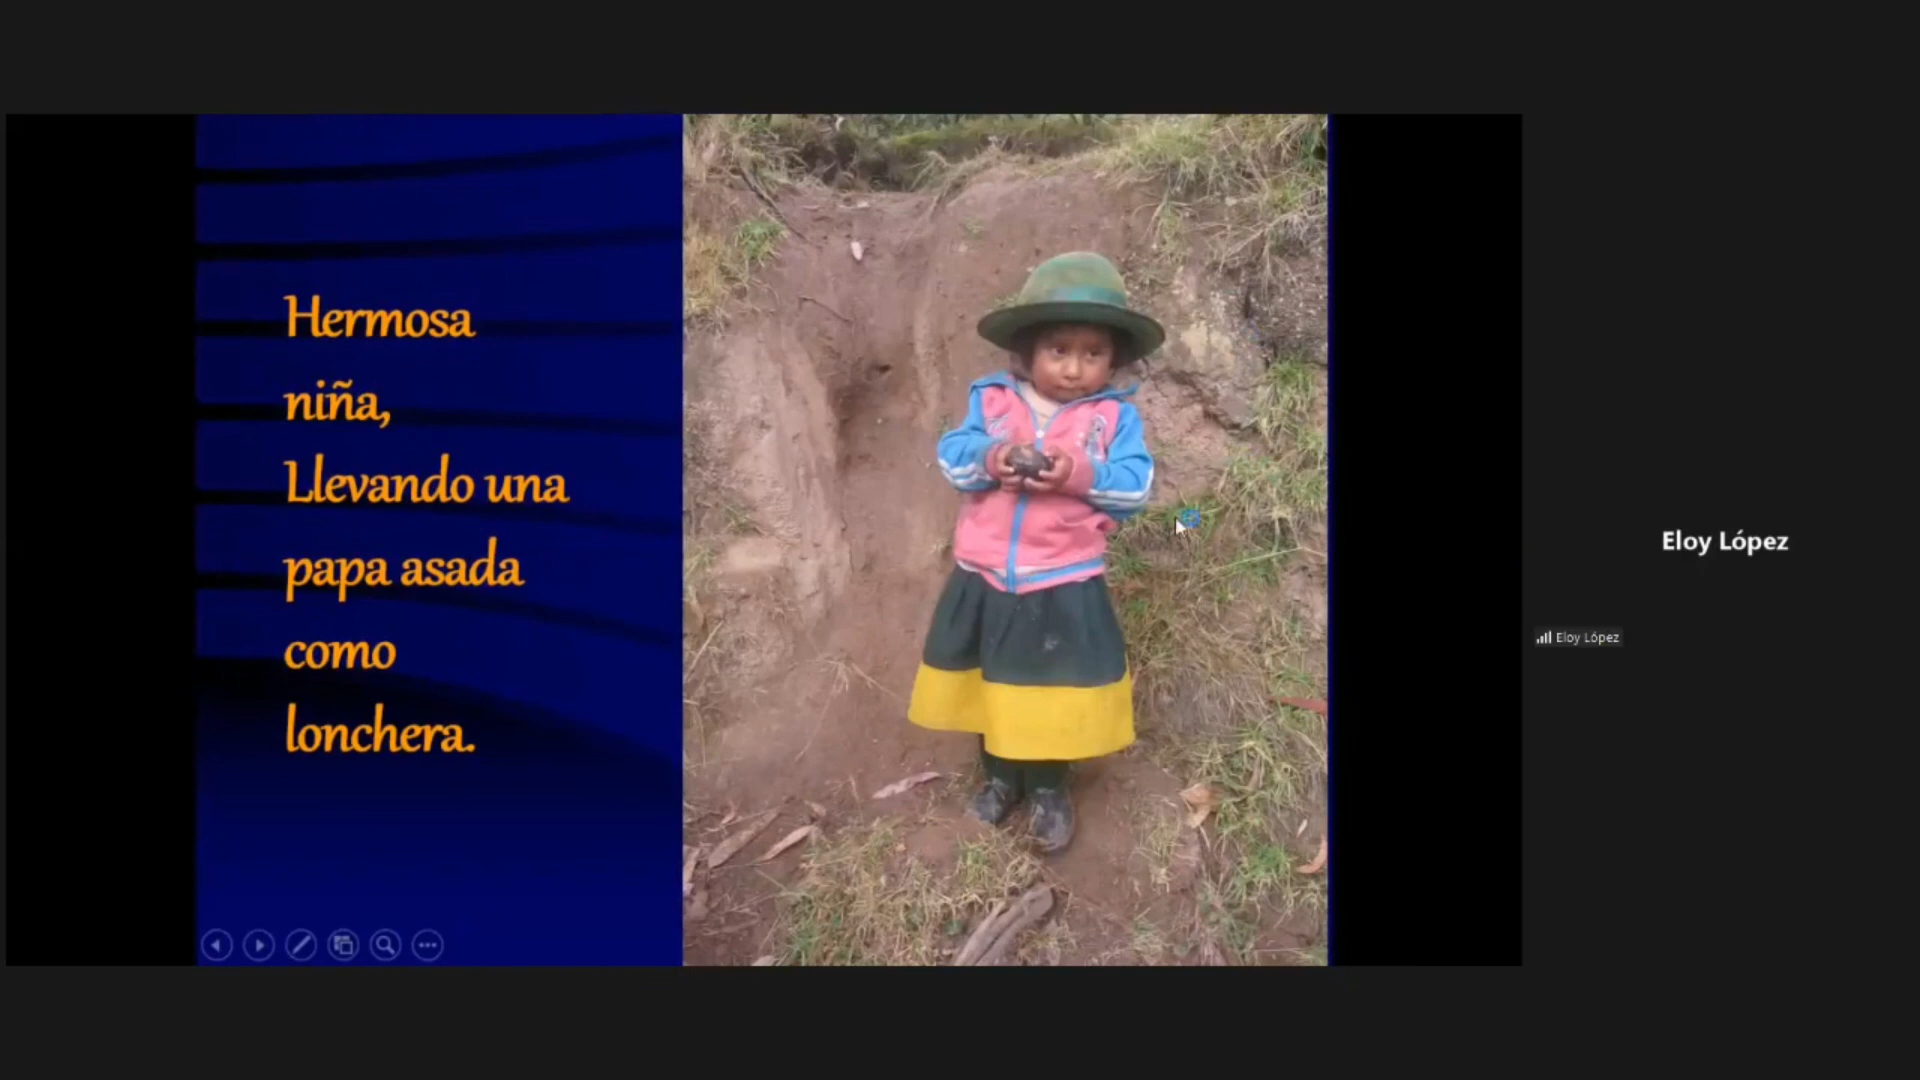 Hermosa
niña,
Llevando una
papa asada
como
lonchera.
Eloy López
Eloy López